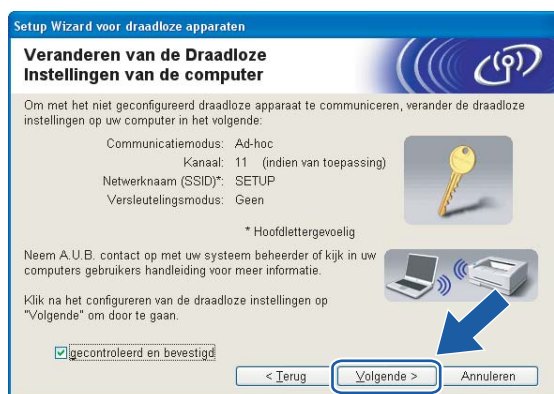 Setup Wizard voor draadloze apparaten
Veranderen van de Draadloze
Instellingen van de computer
Om met het niet geconfigureerd draadloze apparaat te communiceren, verander de draadloze
instellingen op uw computer in het volgende:
Communicatiemodus: Ad-hoc
Kanaal: 11 (indien van toepassing)
Netwerknaam (SSID)*: SETUP
Versleutelingsmodus: Geen
* Hoofdlettergevoelig
Neem A.U.B. contact op met uw systeem beheerder of kijk in uw
computers gebruikers handleiding voor meer informatie.
Klik na het configureren van de draadloze instellingen op
"Volgende" om door te gaan.
gecontroleerd en bevestigd
< Terug Volgende > Annuleren